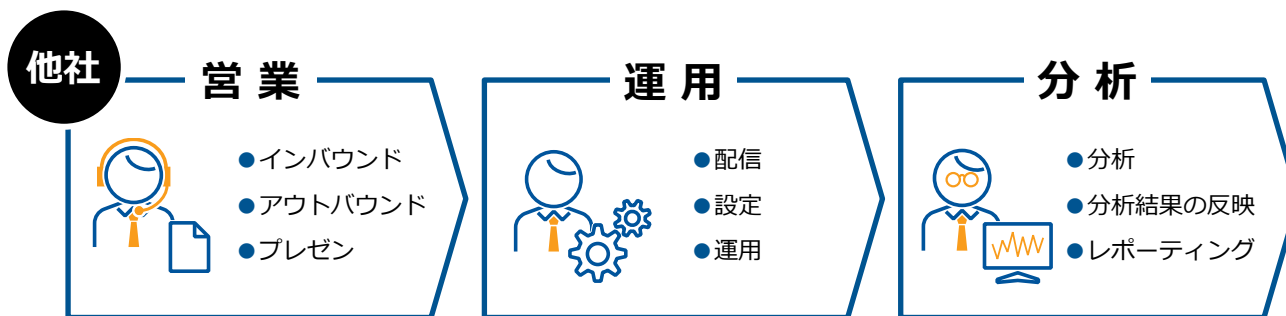 他社
営業
●インバウンド
●アウトバウンド
●プレゼン
運用
●配信
●設定
●運用
分析
●分析
●分析結果の反映
●レポーティング